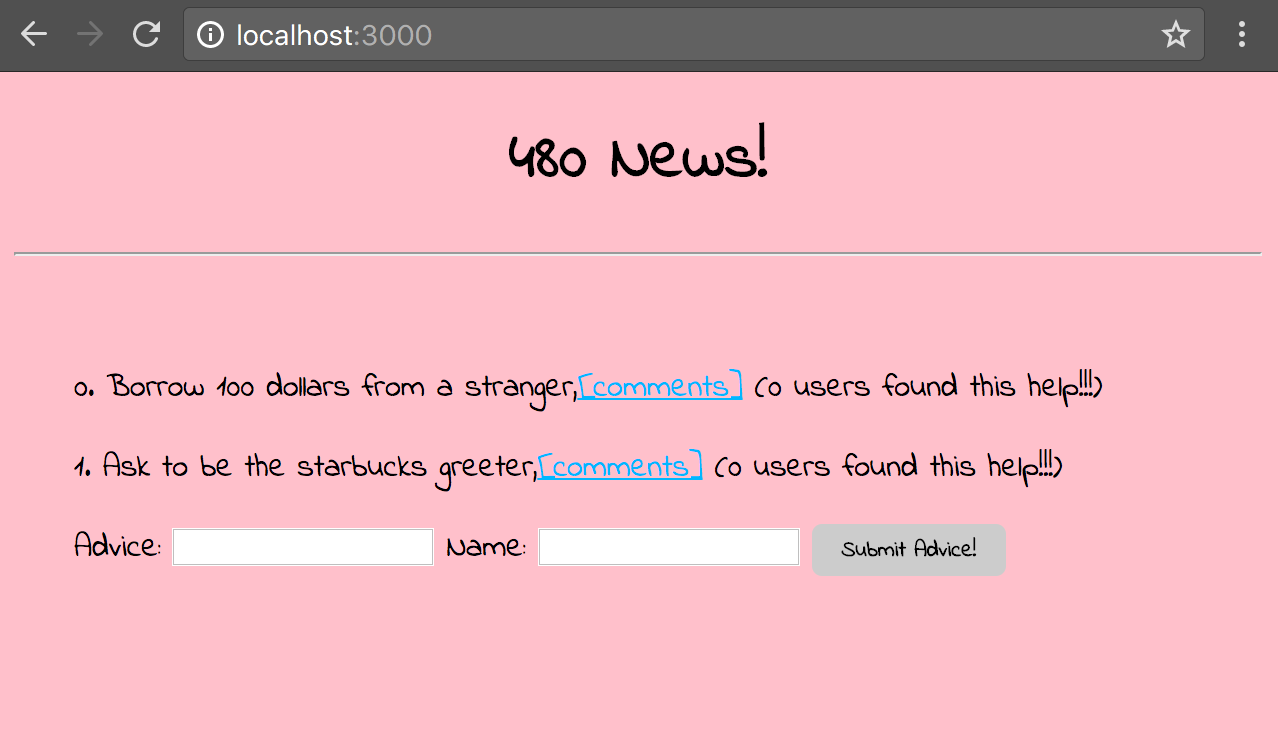 localhost:3000
480 News!
0. Borrow 100 dollars from a stranger,[comments] (0 users found this help!!!)
1. Ask to be the starbucks greeter,[comments] (0 users found this help!!!)
Advice: Name: Submit Advice!